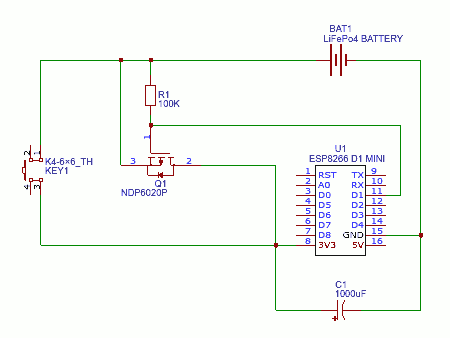 BAT1
LiFePo4 BATTERY
R1
100K
1
2 1
K4-6×6_TH
KEY1
4 3
3 2
Q1
NDP6020P
U1
ESP8266 D1 MINI
1 RST TX 9
2 A0 RX 10
3 D0 D1 11
4 D5 D2 12
5 D6 D3 13
6 D7 D4 14
7 D8 GND 15
8 3V3 5V 16
C1
1000uF